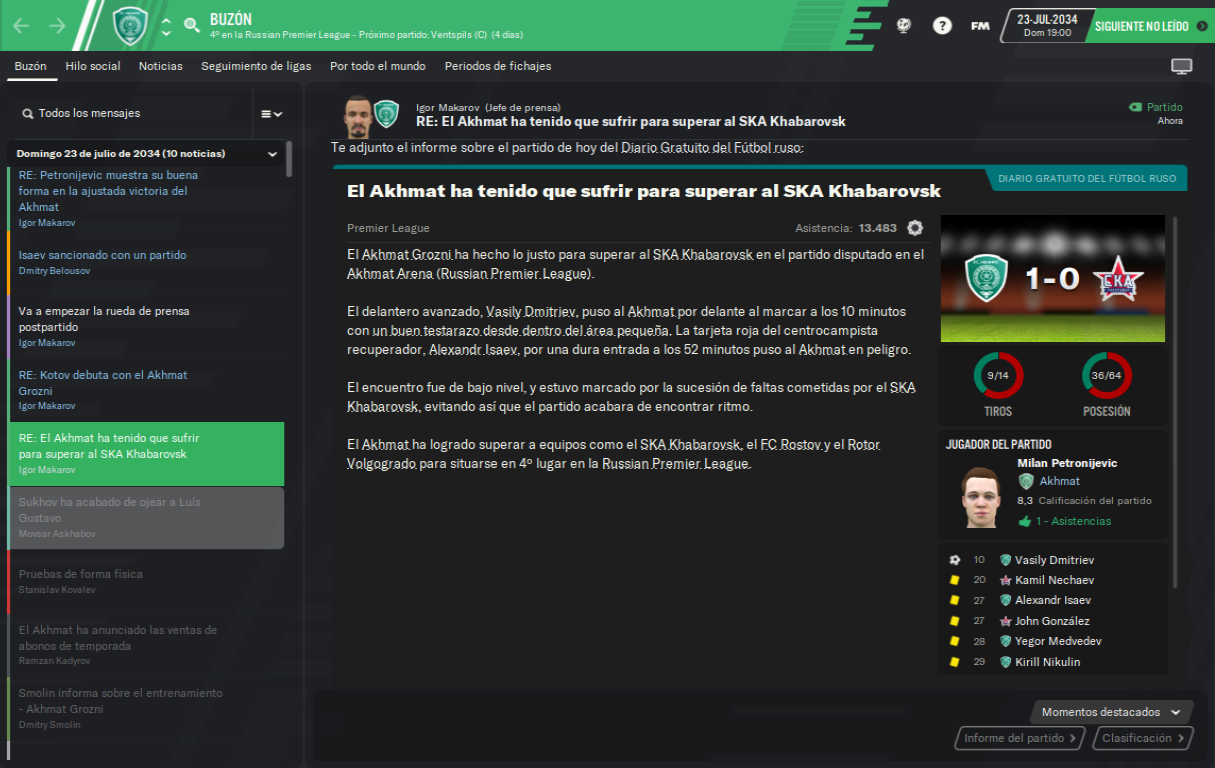 BUZÓN
4º en la Russian Premier League - Próximo partido: Ventspils (C) (4 días)
?
FM
23-JUL-2034
Dom 19:00
SIGUIENTE NO LEÍDO
Buzón
Hilo social
Noticias
Seguimiento de ligas
Por todo el mundo
Periodos de fichajes
Todos los mensajes
Domingo 23 de julio de 2034 (10 noticias)
RE: Petronijevic muestra su buena
forma en la ajustada victoria del
Akhmat
Igor Makarov
Isaev sancionado con un partido
Dmitry Belousov
Va a empezar la rueda de prensa
postpartido
Igor Makarov
RE: Kotov debuta con el Akhmat
Grozni
Igor Makarov
RE: El Akhmat ha tenido que sufrir
para superar al SKA Khabarovsk
Igor Makarov
Sukhov ha acabado de ojear a Luis
Gustavo
Movsar Askhabov
Pruebas de forma física
Stanislav Kovalev
El Akhmat ha anunciado las ventas de
abonos de temporada
Ramzan Kadyrov
Smolin informa sobre el entrenamiento
- Akhmat Grozni
Dmitry Smolin
Igor Makarov (Jefe de prensa)
RE: El Akhmat ha tenido que sufrir para superar al SKA Khabarovsk
Partido
Ahora
Te adjunto el informe sobre el partido de hoy del Diario Gratuito del Fútbol ruso:
DIARIO GRATUITO DEL FÚTBOL RUSO
El Akhmat ha tenido que sufrir para superar al SKA Khabarovsk
Premier League
Asistencia: 13.483
El Akhmat Grozni ha hecho lo justo para superar al SKA Khabarovsk en el partido disputado en el
Akhmat Arena (Russian Premier League).
El delantero avanzado, Vasily Dmitriev, puso al Akhmat por delante al marcar a los 10 minutos
con un buen testarazo desde dentro del área pequeña. La tarjeta roja del centrocampista
recuperador, Alexandr Isaev, por una dura entrada a los 52 minutos puso al Akhmat en peligro.
El encuentro fue de bajo nivel, y estuvo marcado por la sucesión de faltas cometidas por el SKA
Khabarovsk, evitando así que el partido acabara de encontrar ritmo.
El Akhmat ha logrado superar a equipos como el SKA Khabarovsk, el FC Rostov y el Rotor
Volgogrado para situarse en 4º lugar en la Russian Premier League.
1-0
СКА
9/14
TIROS
36/64
POSESIÓN
JUGADOR DEL PARTIDO
Milan Petronijevic
Akhmat
8,3 Calificación del partido
1 - Asistencias
10 Vasily Dmitriev
20 Kamil Nechaev
27 Alexandr Isaev
27 John González
28 Yegor Medvedev
29 Kirill Nikulin
Momentos destacados
Informe del partido
Clasificación